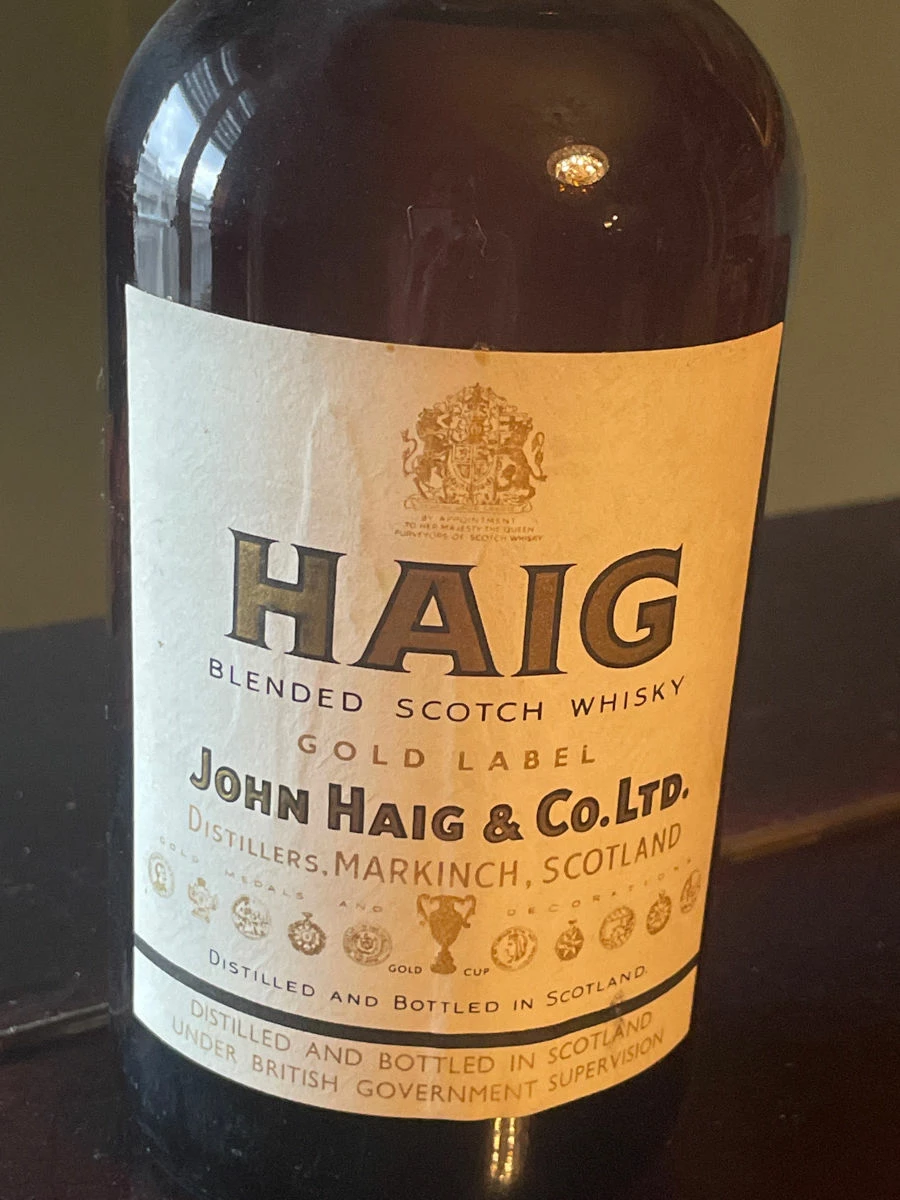 BY APPOINTMENT
TO HER MAJESTY THE QUEEN
PURVEYORS OF SCOTCH WHISKY
HAIG
BLENDED SCOTCH WHISKY
GOLD LABEL
JOHN HAIG & CO. LTD.
DISTILLERS, MARKINCH, SCOTLAND
GOLD MEDALS AND DECORATIONS
GOLD CUP
DISTILLED AND BOTTLED IN SCOTLAND.
DISTILLED AND BOTTLED IN SCOTLAND
UNDER BRITISH GOVERNMENT SUPERVISION